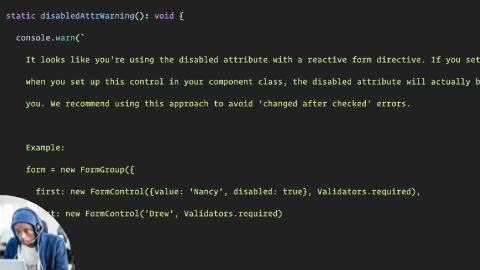 static disabledAttrWarning(): void {
console.warn(`
It looks like you're using the disabled attribute with a reactive form directive. If you set
when you set up this control in your component class, the disabled attribute will actually b
you. We recommend using this approach to avoid 'changed after checked' errors.
Example:
form = new FormGroup({
first: new FormControl({value: 'Nancy', disabled: true}, Validators.required),
new FormControl('Drew', Validators.required)